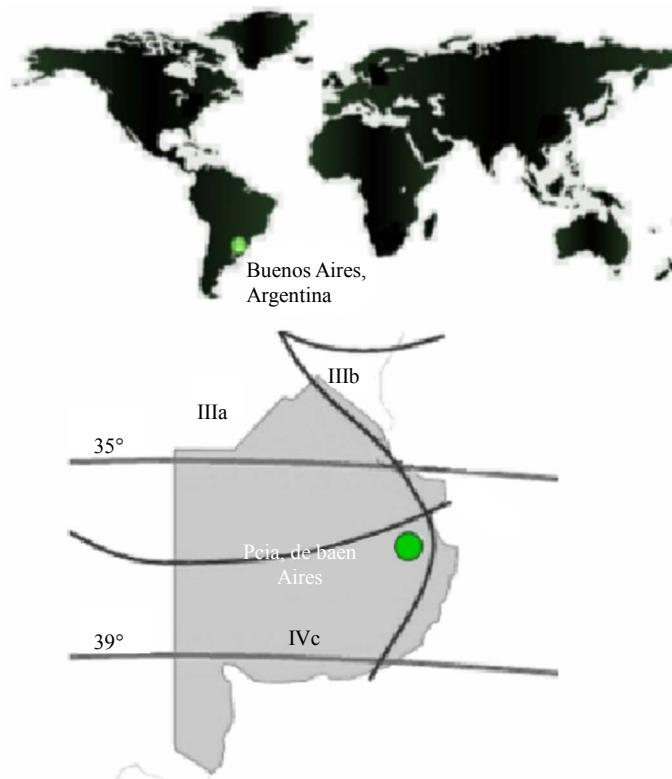 Buenos Aires,
Argentina
IIIb
IIIa
35°
Pcia, de baen
Aires
39°
IVc